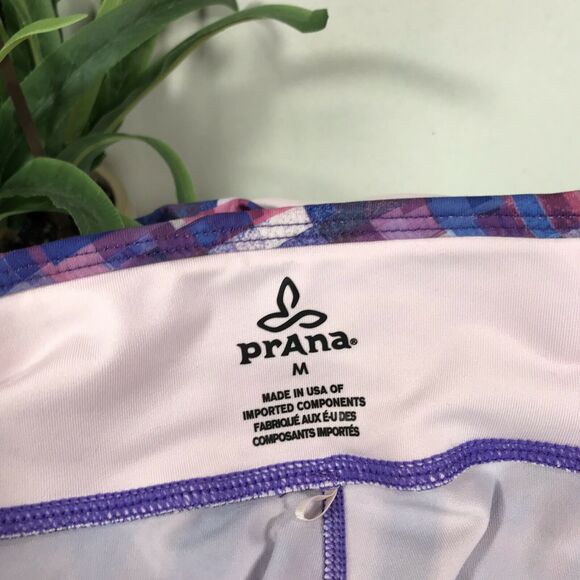 prAna®
M
MADE IN USA OF
IMPORTED COMPONENTS
FABRIQUÉ AUX É-U DES
COMPOSANTS IMPORTÉS